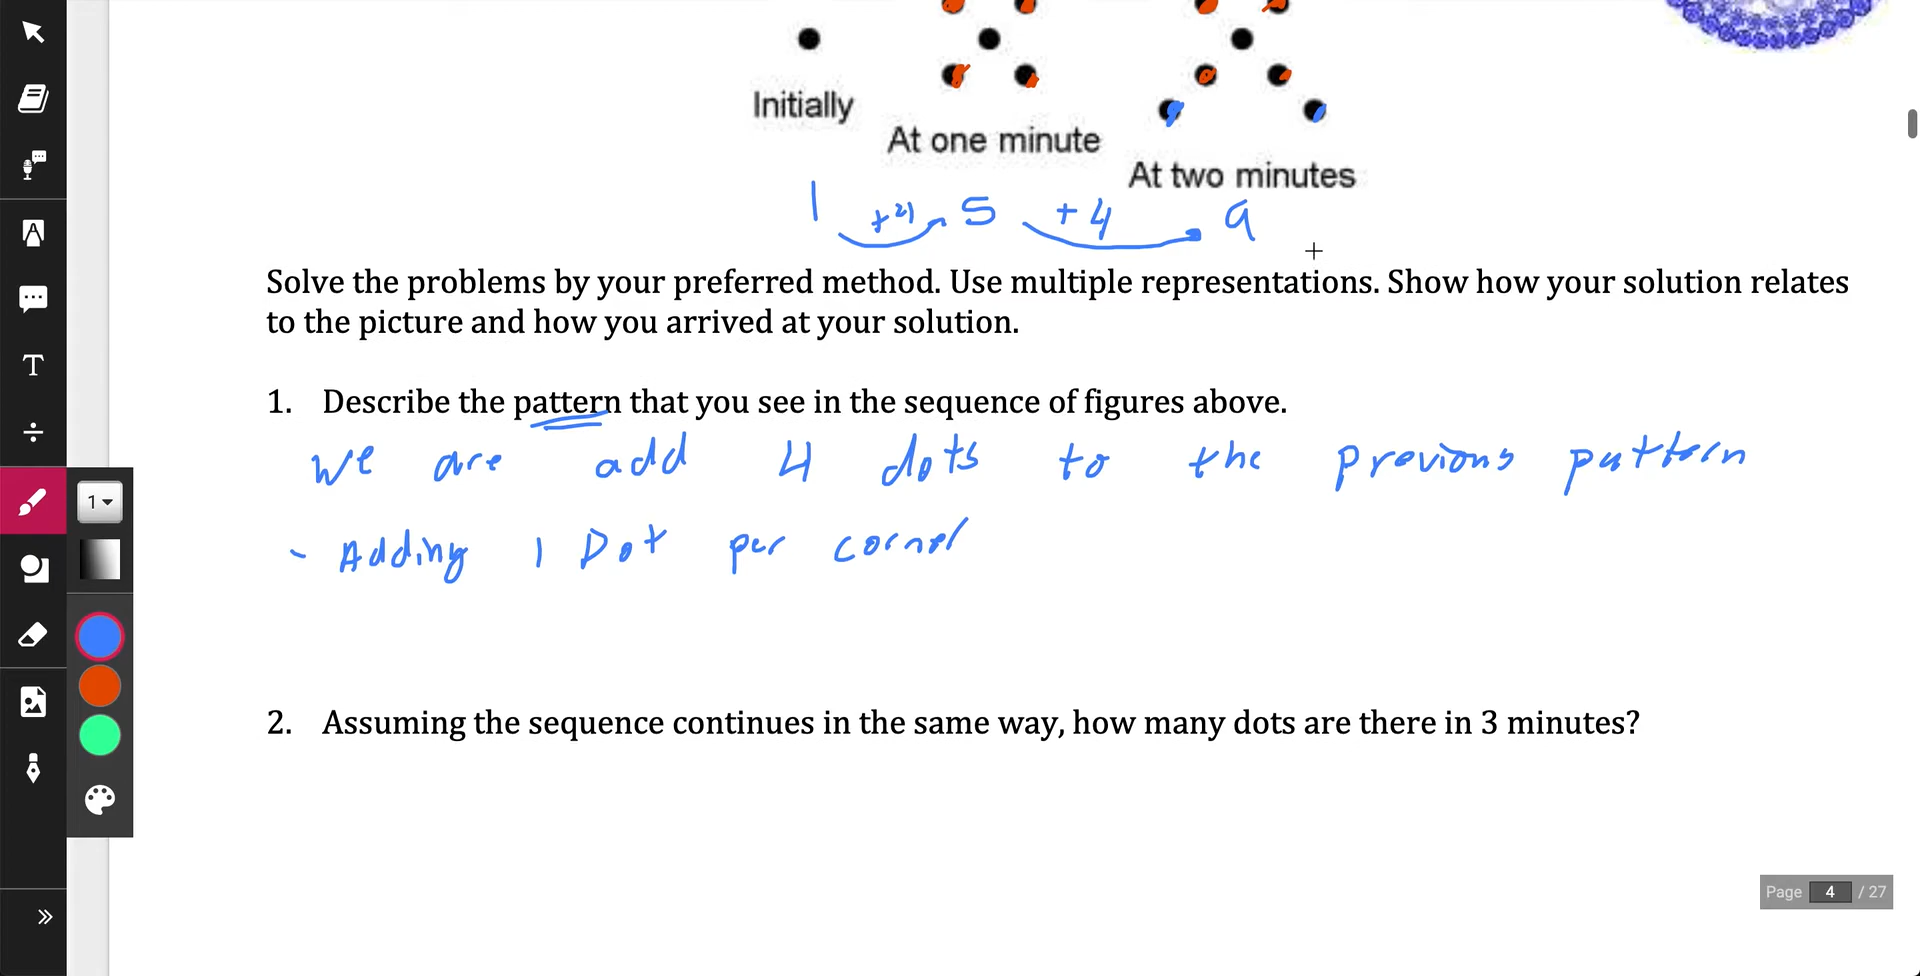 Initially
At one minute
At two minutes
1 +4 5 +4 9
Solve the problems by your preferred method. Use multiple representations. Show how your solution relates
to the picture and how you arrived at your solution.
1. Describe the pattern that you see in the sequence of figures above.
we are add 4 dots to the previous pattern
- Adding 1 Dot per corner
2. Assuming the sequence continues in the same way, how many dots are there in 3 minutes?
1
Page 4 / 27